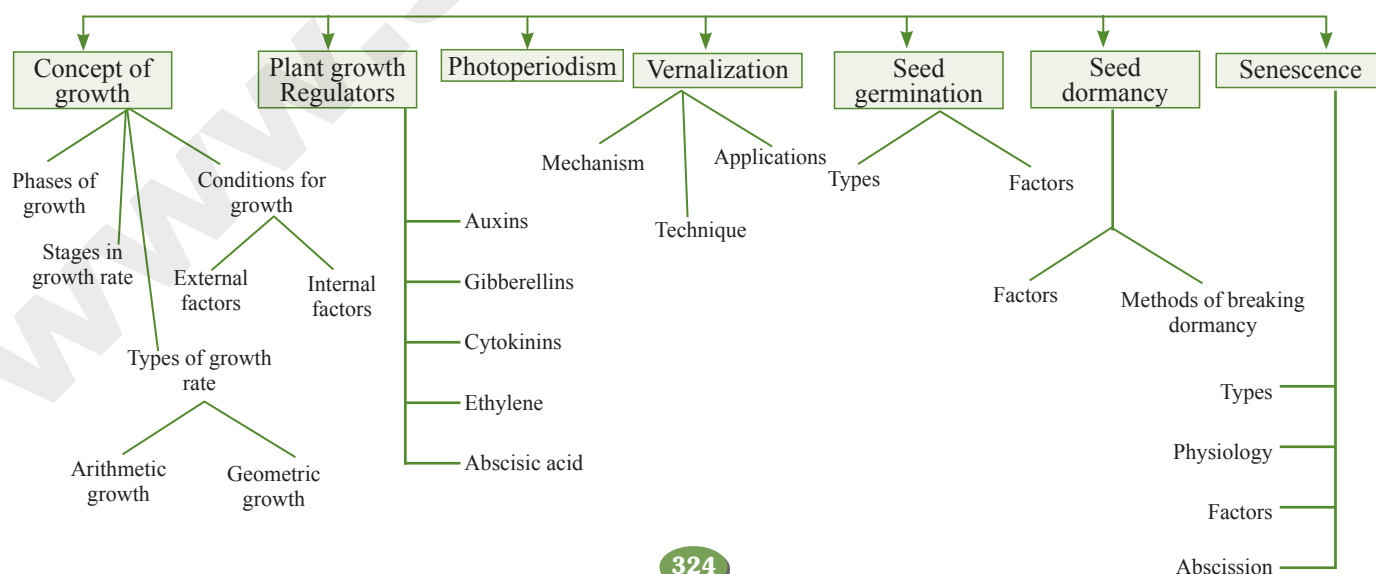 Concept of
growth
Plant growth
Regulators
Photoperiodism
Vernalization
Seed
germination
Seed
dormancy
Senescence
Phases of
growth
Stages in
growth rate
Conditions for
growth
External
factors
Internal
factors
Types of growth
rate
Arithmetic
growth
Geometric
growth
Auxins
Gibberellins
Cytokinins
Ethylene
Abscisic acid
Mechanism
Technique
Applications
Types
Factors
Factors
Methods of breaking
dormancy
Types
Physiology
Factors
Abscission
324
www.